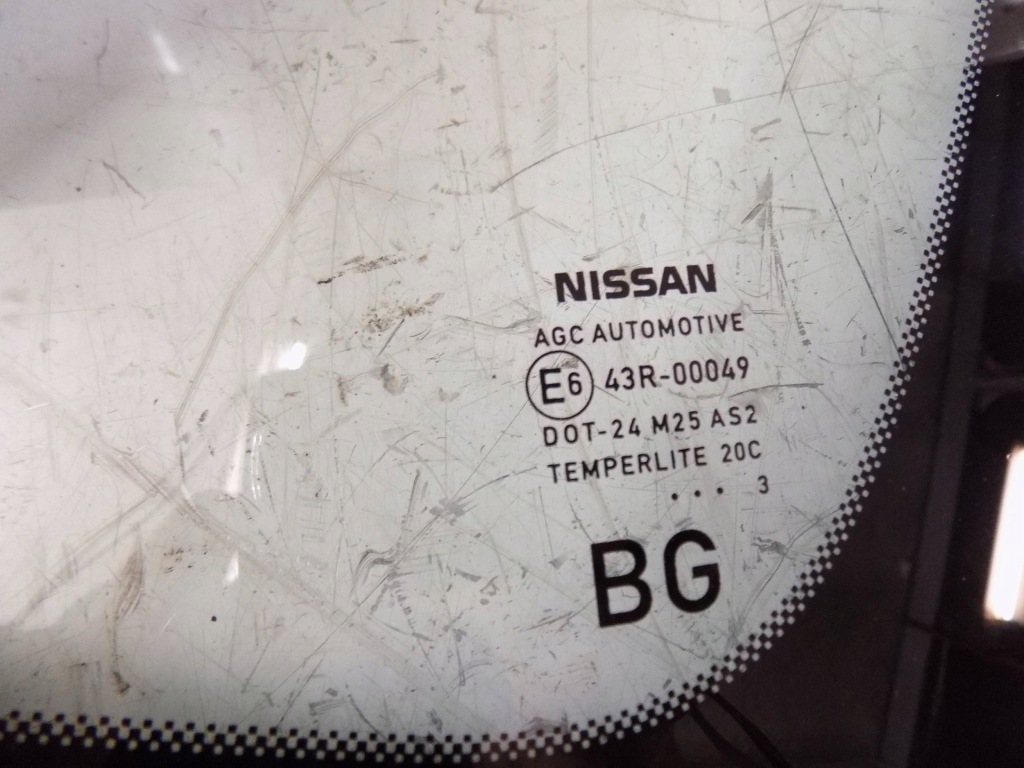 NISSAN
AGC AUTOMOTIVE
E6 43R-00049
DOT-24 M25 AS2
TEMPERLITE 20C
... 3
BG